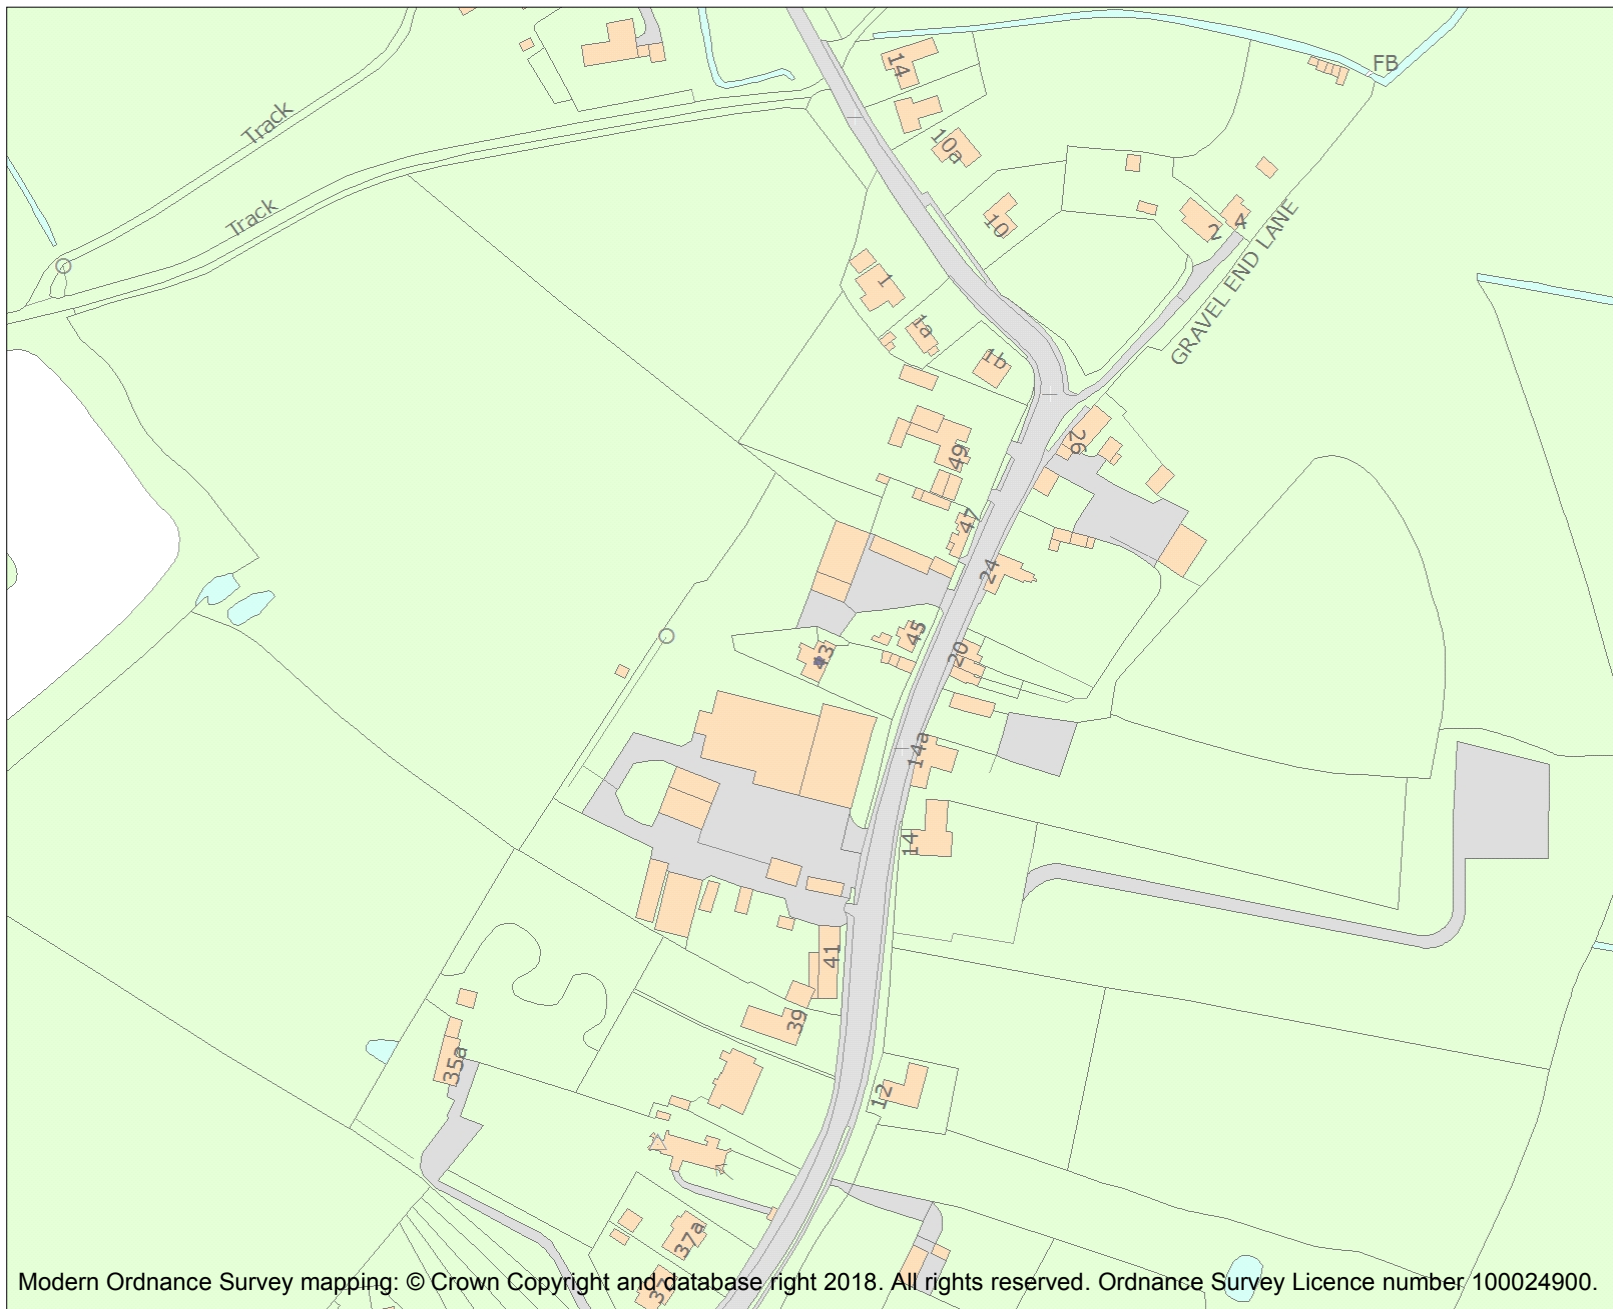 FB
14
10a
Track
Track
10
2
4
GRAVEL END LANE
1
1a
1b
49
26
47
24
45
43
20
14a
14
41
39
35a
12
37a
37
Modern Ordnance Survey mapping: © Crown Copyright and database right 2018. All rights reserved. Ordnance Survey Licence number 100024900.